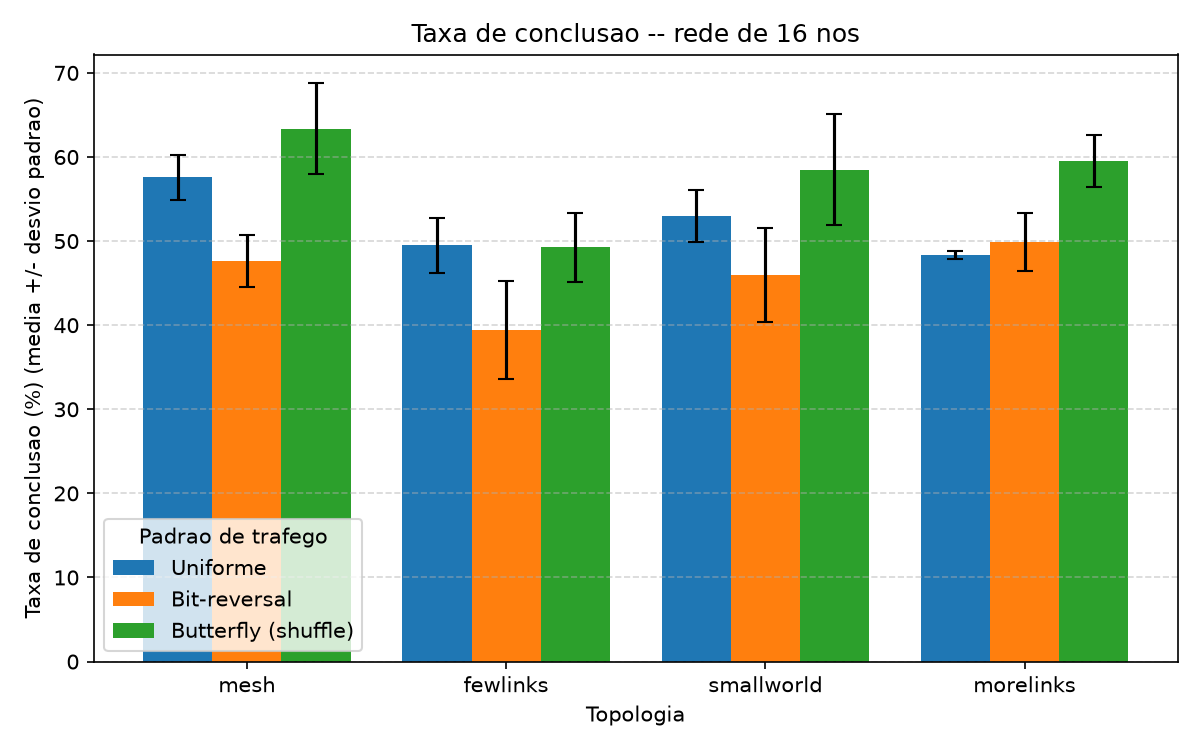 Taxa de conclusao -- rede de 16 nos
Taxa de conclusao (%) (media +/- desvio padrao)
70
60
50
40
30
20
10
0
Padrao de trafego
Uniforme
Bit-reversal
Butterfly (shuffle)
mesh
fewlinks
smallworld
morelinks
Topologia